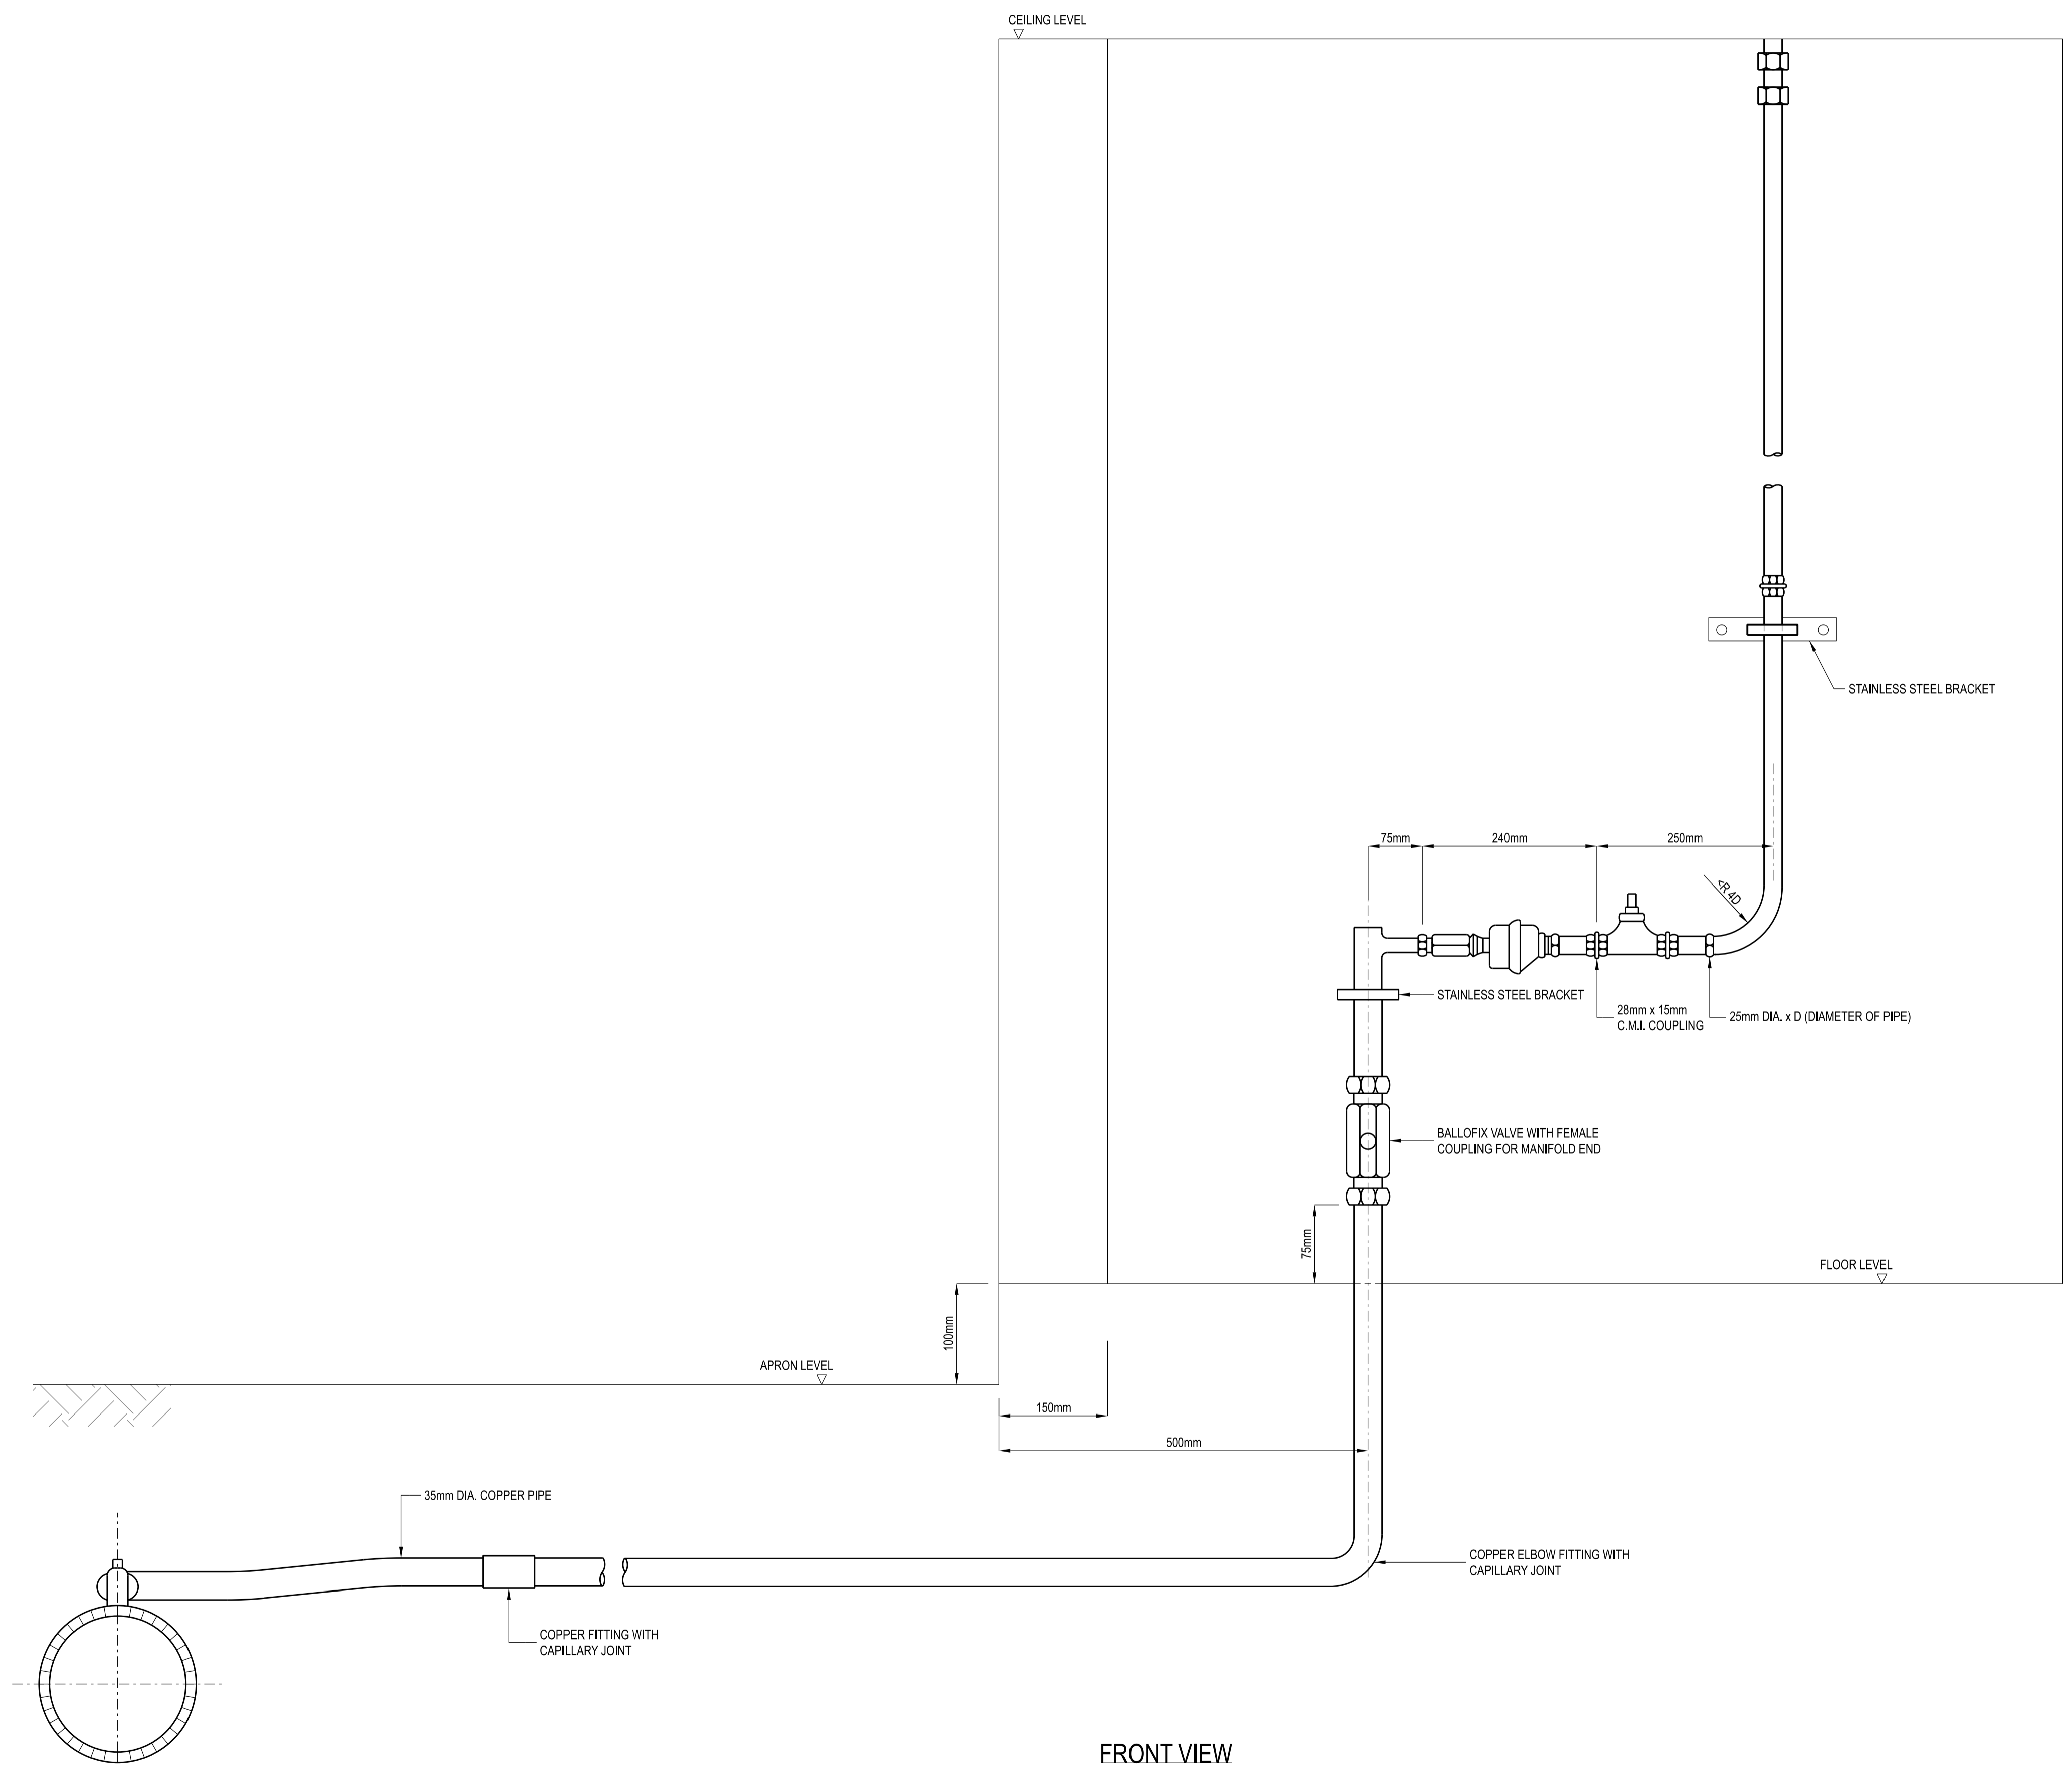 CEILING LEVEL
STAINLESS STEEL BRACKET
75mm
240mm
250mm
<R 4D
STAINLESS STEEL BRACKET
28mm x 15mm
C.M.I. COUPLING
25mm DIA. x D (DIAMETER OF PIPE)
BALLOFIX VALVE WITH FEMALE
COUPLING FOR MANIFOLD END
75mm
FLOOR LEVEL
100mm
APRON LEVEL
150mm
500mm
35mm DIA. COPPER PIPE
COPPER ELBOW FITTING WITH
CAPILLARY JOINT
COPPER FITTING WITH
CAPILLARY JOINT
FRONT VIEW